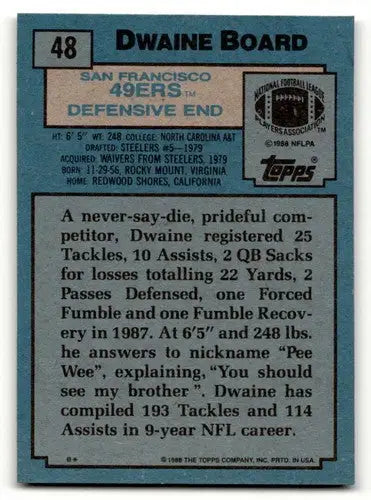 48
DWAINE BOARD
SAN FRANCISCO
49ERS™
DEFENSIVE END
NATIONAL FOOTBALL LEAGUE
PLAYERS ASSOCIATION
©1988 NFLPA
Topps®
HT: 6' 5" WT: 248 COLLEGE: NORTH CAROLINA A&T
DRAFTED: STEELERS #5—1979
ACQUIRED: WAIVERS FROM STEELERS, 1979
BORN: 11-29-56, ROCKY MOUNT, VIRGINIA
HOME: REDWOOD SHORES, CALIFORNIA
A never-say-die, prideful com-
petitor, Dwaine registered 25
Tackles, 10 Assists, 2 QB Sacks
for losses totalling 22 Yards, 2
Passes Defensed, one Forced
Fumble and one Fumble Recov-
ery in 1987. At 6'5" and 248 lbs.
he answers to nickname "Pee
Wee", explaining, "You should
see my brother". Dwaine has
compiled 193 Tackles and 114
Assists in 9-year NFL career.
©1988 THE TOPPS COMPANY, INC. PRTD. IN U.S.A.